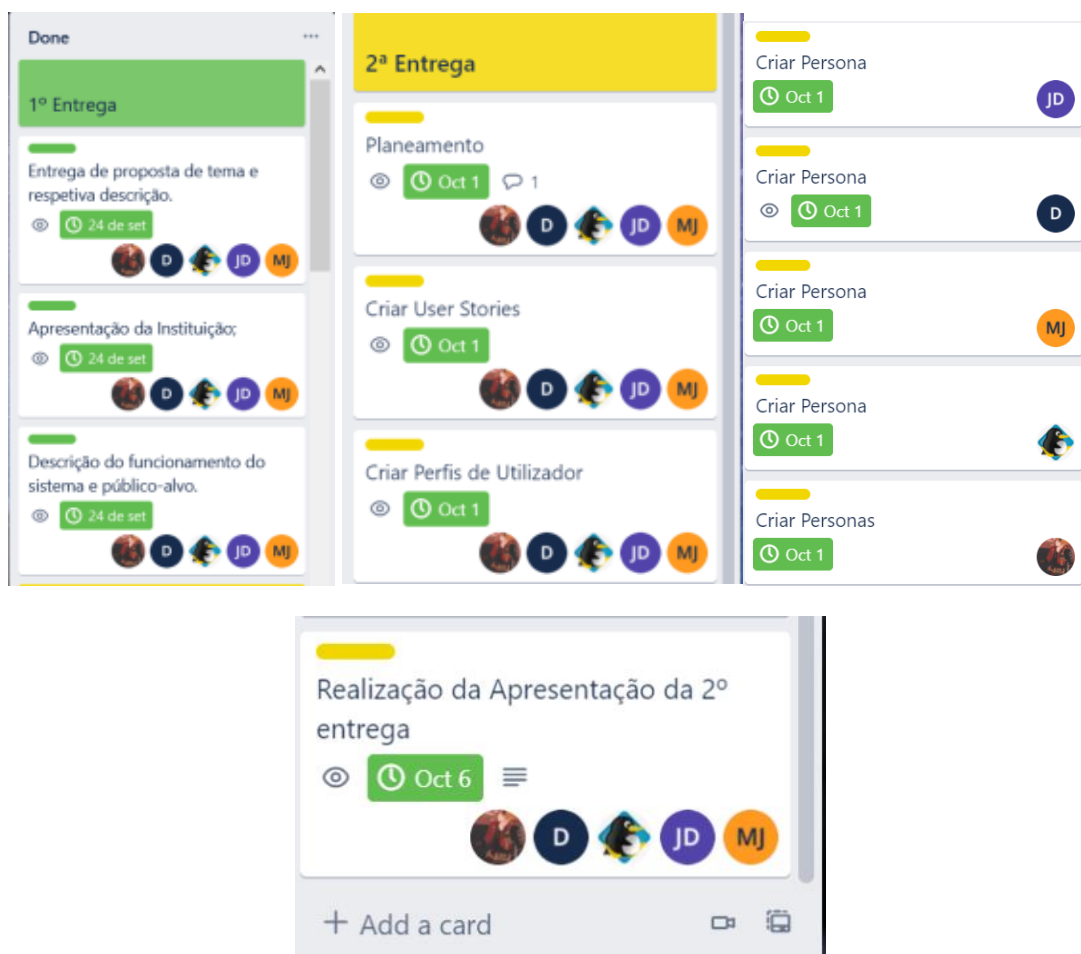 Done
1º Entrega
Entrega de proposta de tema e
respetiva descrição.
24 de set
D JD MJ
Apresentação da Instituição;
24 de set
D JD MJ
Descrição do funcionamento do
sistema e público-alvo.
24 de set
D JD MJ
2ª Entrega
Planeamento
Oct 1 1
D JD MJ
Criar User Stories
Oct 1
D JD MJ
Criar Perfis de Utilizador
Oct 1
D JD MJ
Criar Persona
Oct 1
JD
Criar Persona
Oct 1
D
Criar Persona
Oct 1
MJ
Criar Persona
Oct 1
Criar Personas
Oct 1
Realização da Apresentação da 2º
entrega
Oct 6
D JD MJ
+ Add a card